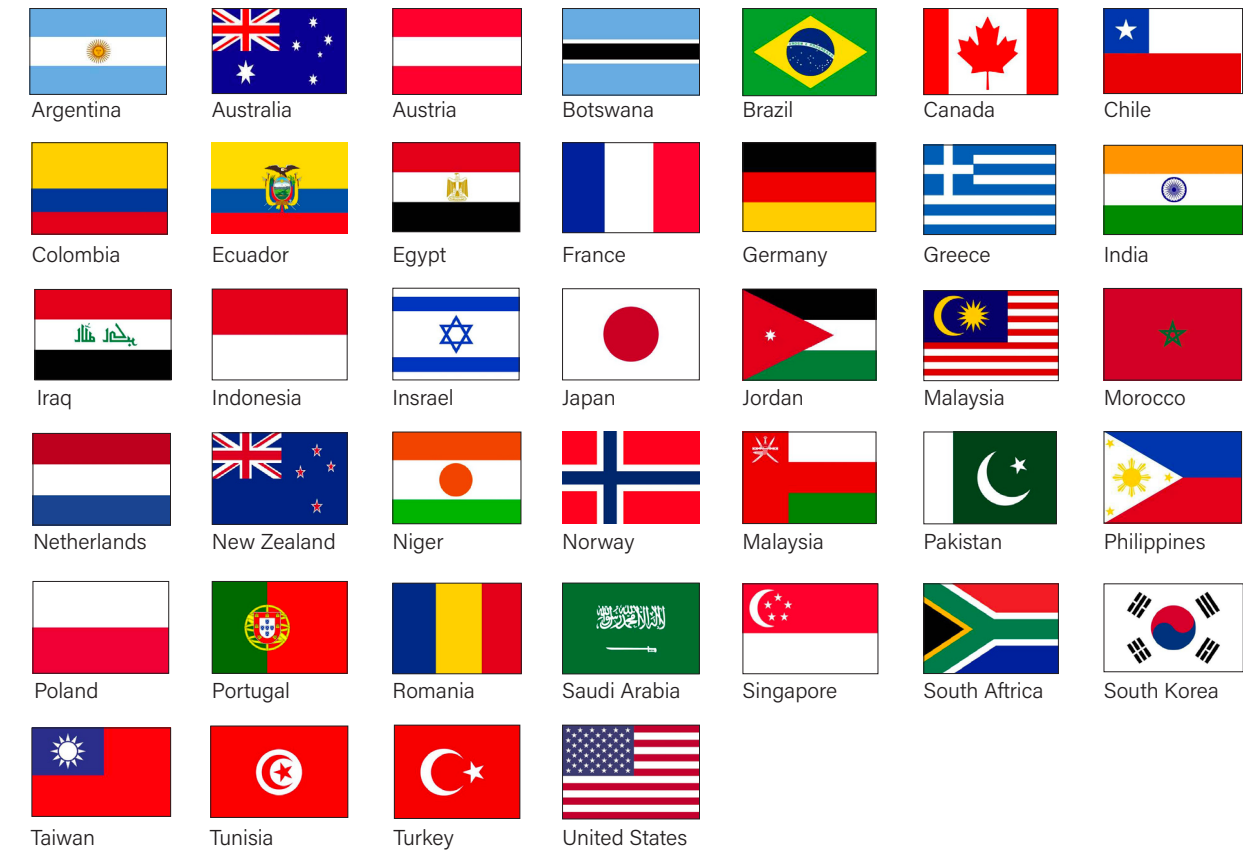 Argentina Australia Austria Botswana Brazil Canada Chile
Colombia Ecuador Egypt France Germany Greece India
Iraq Indonesia Insrael Japan Jordan Malaysia Morocco
Netherlands New Zealand Niger Norway Malaysia Pakistan Philippines
Poland Portugal Romania Saudi Arabia Singapore South Aftrica South Korea
Taiwan Tunisia Turkey United States